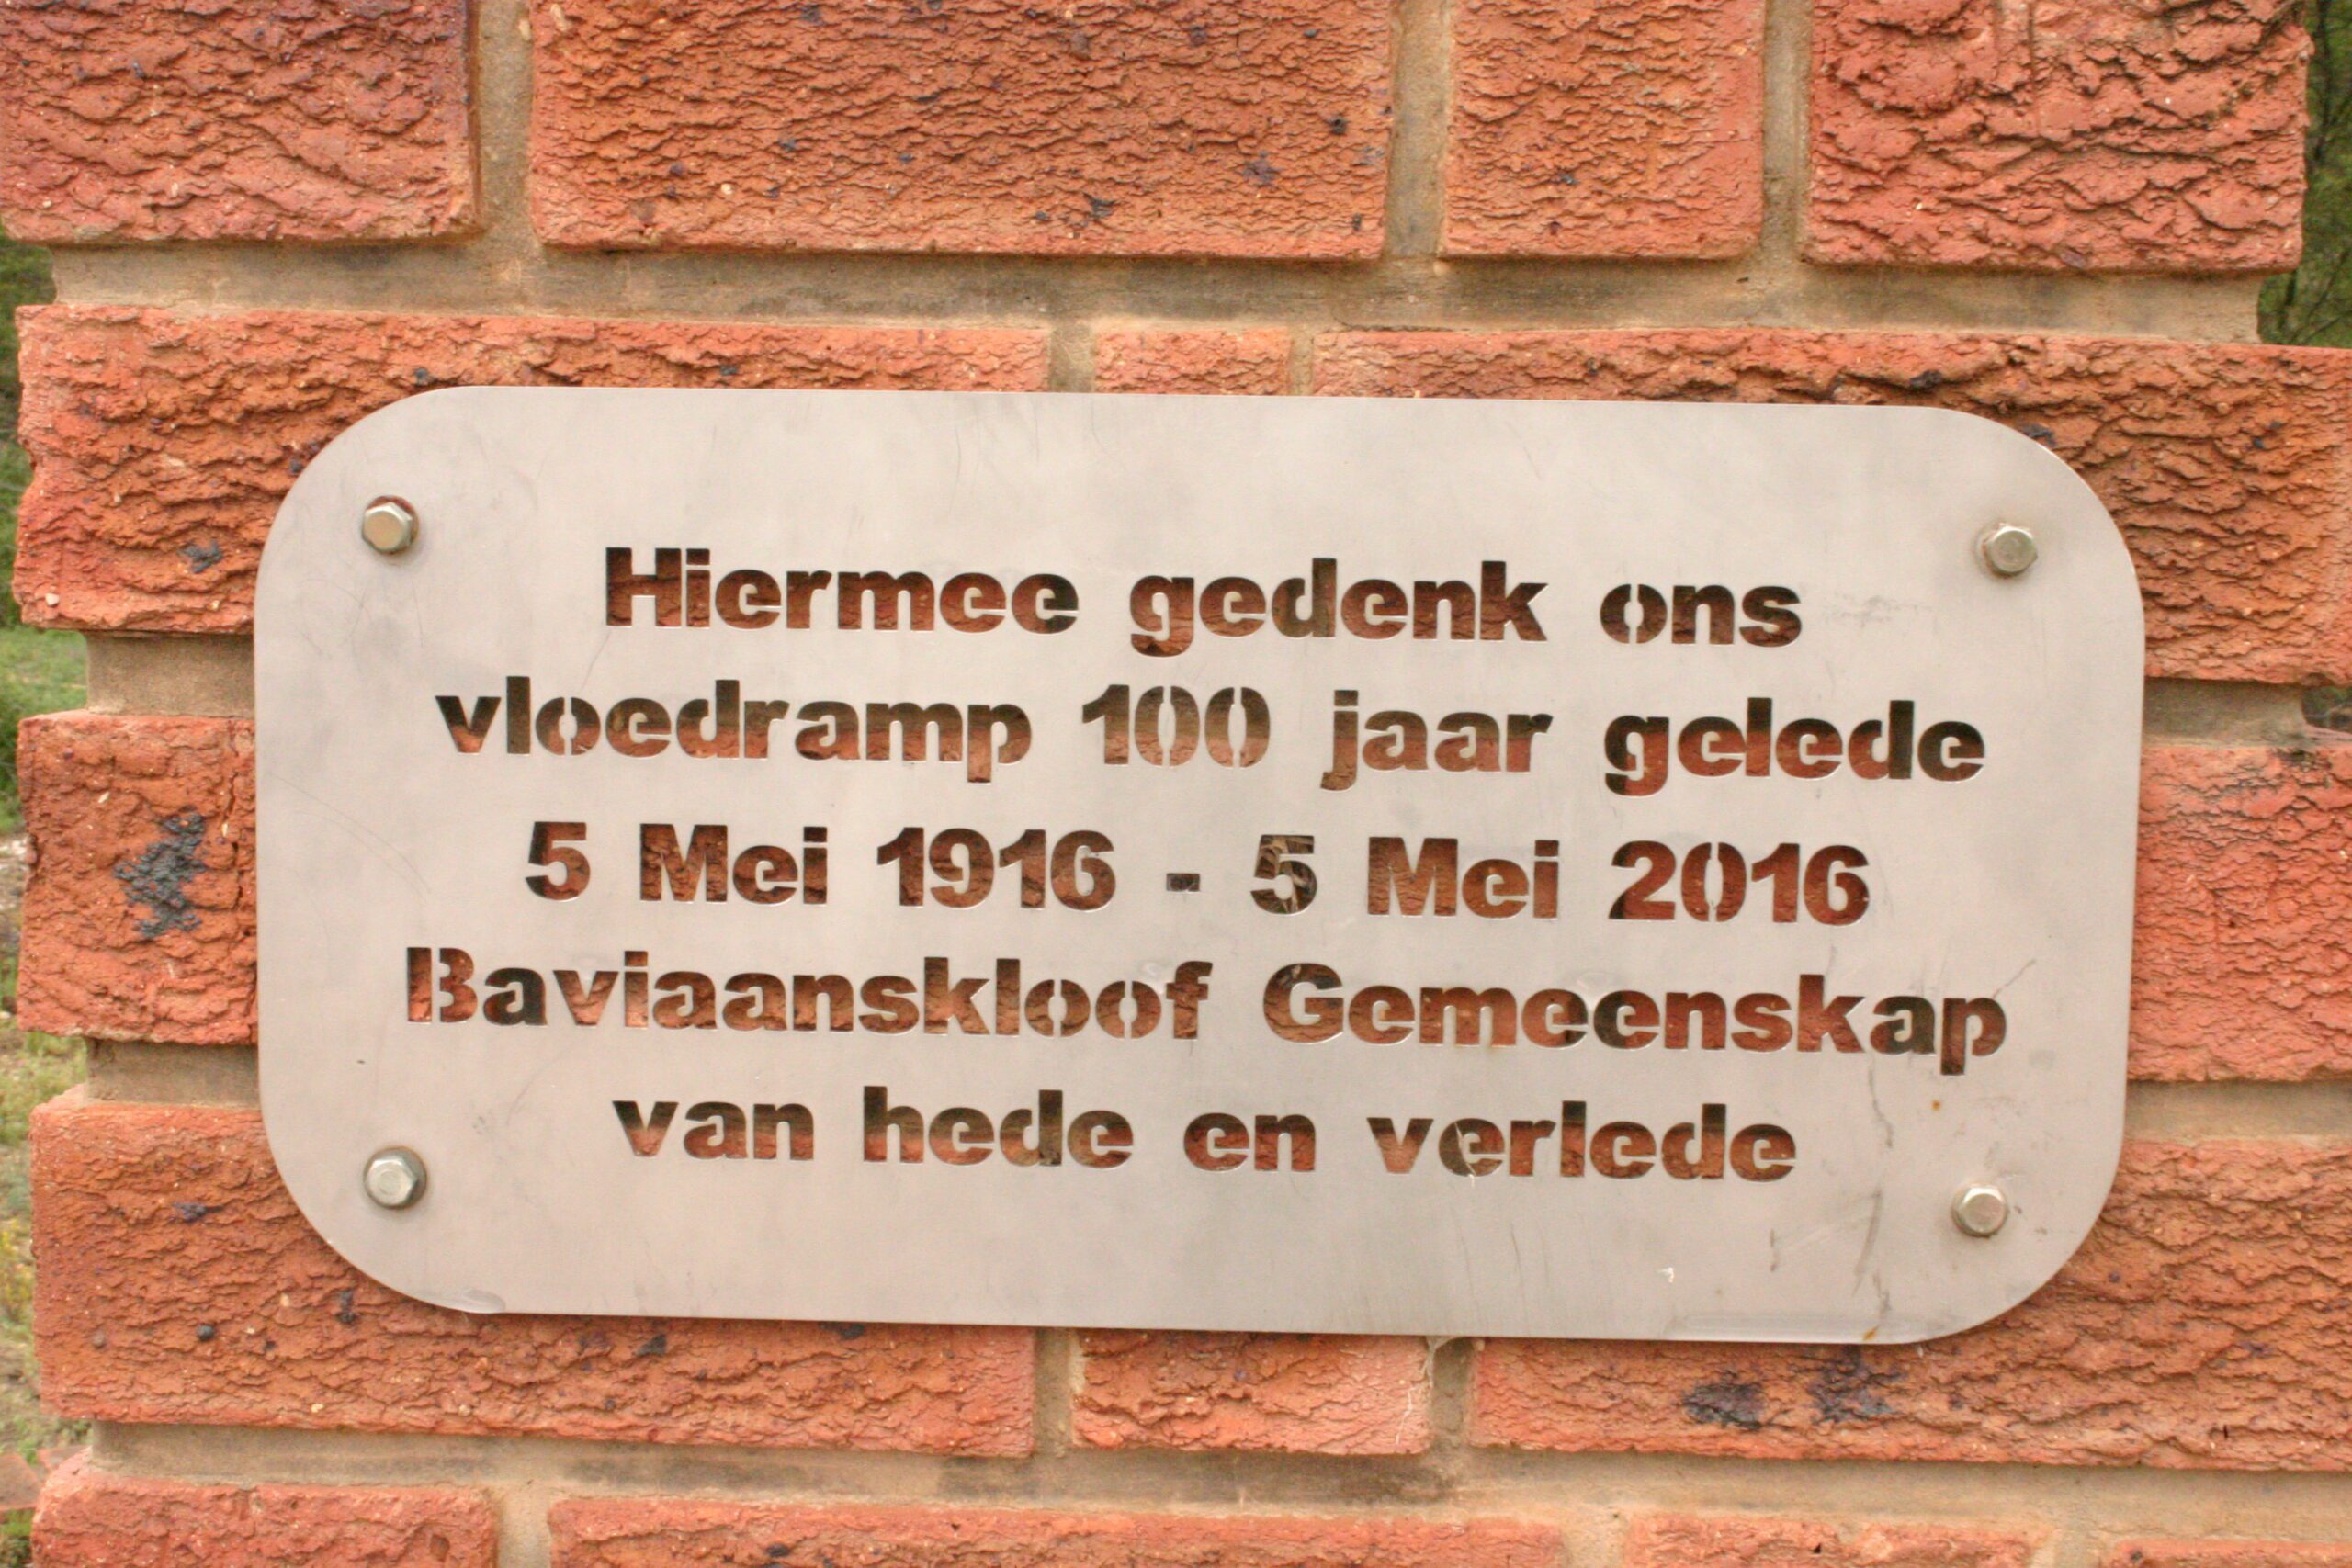 Hiermee gedenk ons
vloedramp 100 jaar gelede
5 Mei 1916 - 5 Mei 2016
Baviaanskloof Gemeenskap
van hede en verlede